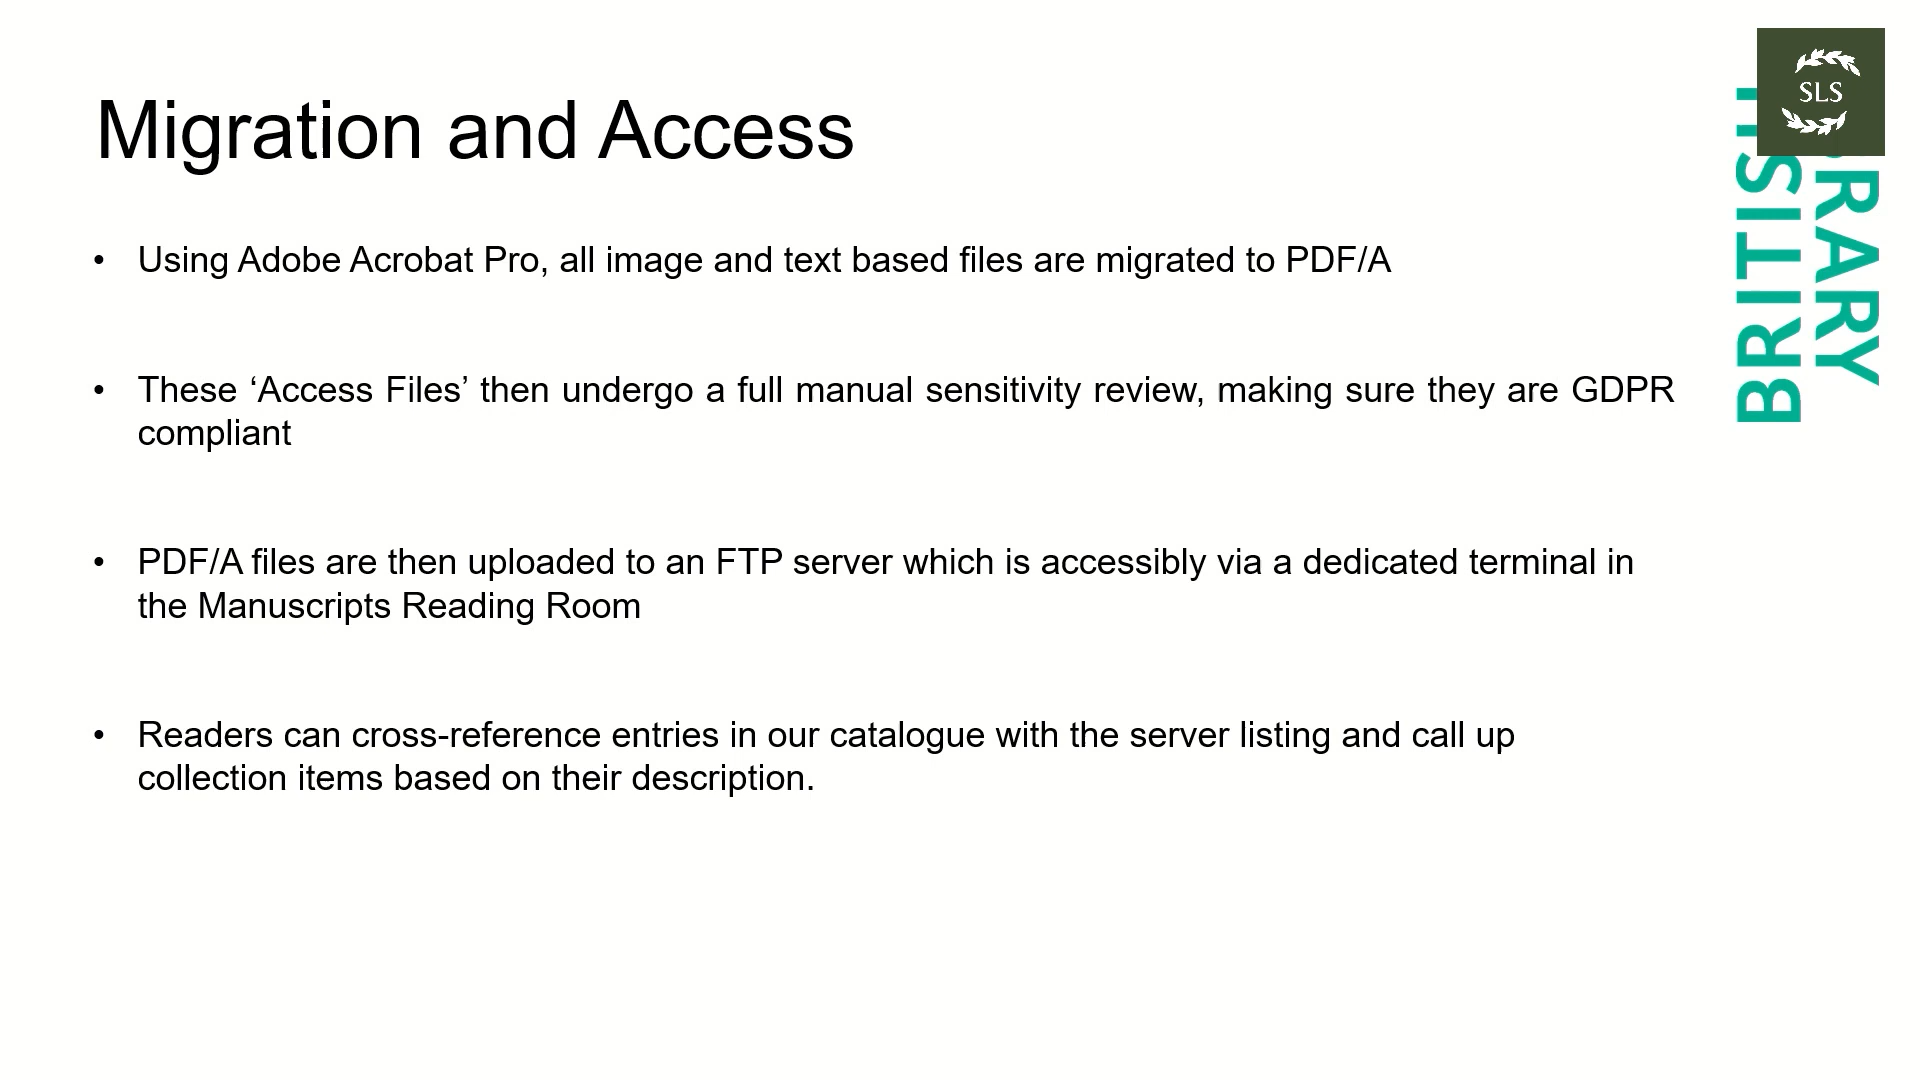 Migration and Access
• Using Adobe Acrobat Pro, all image and text based files are migrated to PDF/A
• These ‘Access Files’ then undergo a full manual sensitivity review, making sure they are GDPR
compliant
• PDF/A files are then uploaded to an FTP server which is accessibly via a dedicated terminal in
the Manuscripts Reading Room
• Readers can cross-reference entries in our catalogue with the server listing and call up
collection items based on their description.
SLS